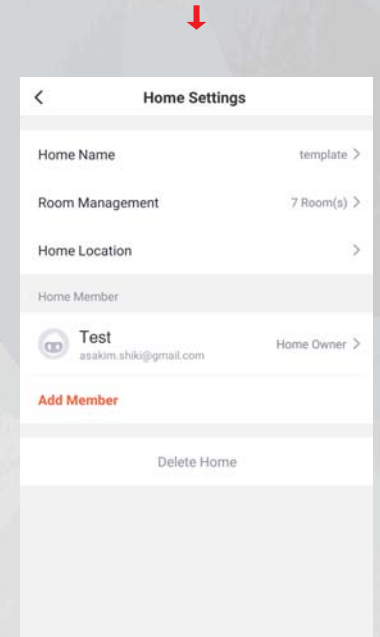 Home Settings
Home Name template
Room Management 7 Room(s)
Home Location
Home Member
Test Home Owner
asakim.shiki@gmail.com
Add Member
Delete Home